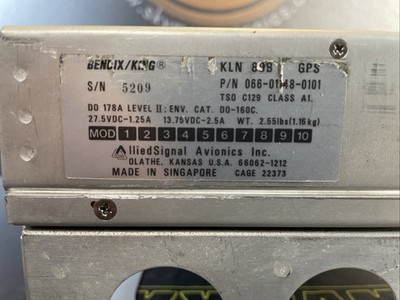 BENDIX/KING® KLN 89B GPS
S/N 5209 P/N 066-01148-0101
TSO C129 CLASS A1.
DO 178A LEVEL II: ENV. CAT. DO-160C.
27.5VDC-1.25A 13.75VDC-2.5A WT. 2.55lbs(1.16kg)
MOD 1 2 3 4 5 6 7 8 9 10
AlliedSignal Avionics Inc.
OLATHE, KANSAS U.S.A. 66062-1212
MADE IN SINGAPORE CAGE 22373